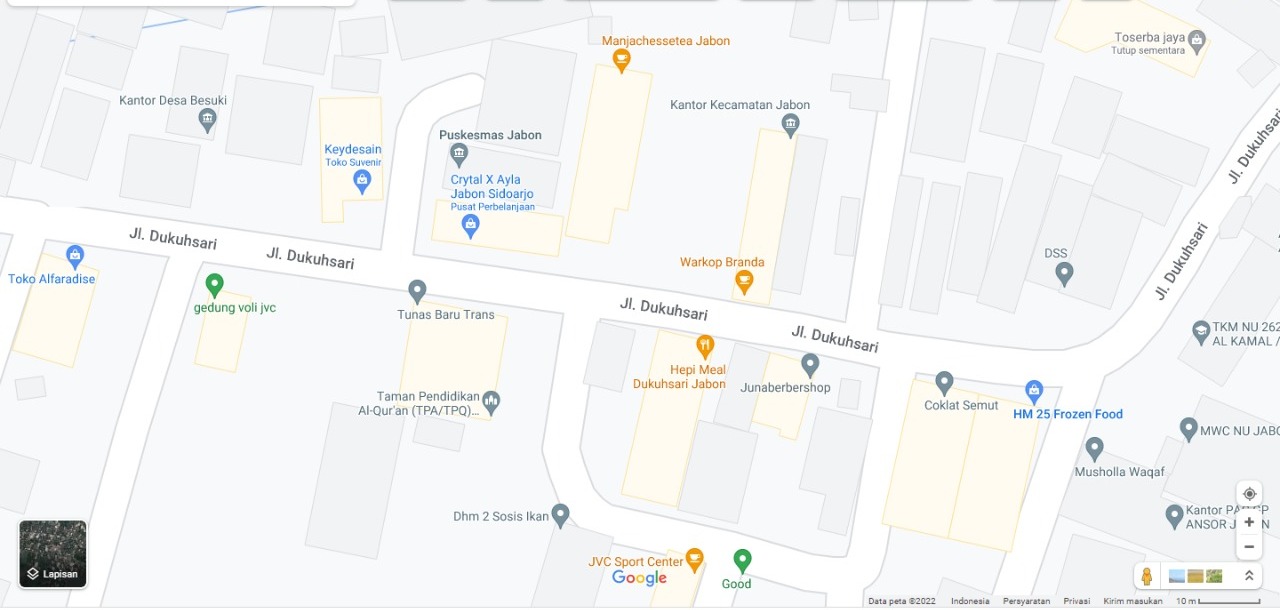 Manjachessetea Jabon
Toserba jaya
Tutup sementara
Kantor Desa Besuki
Kantor Kecamatan Jabon
Puskesmas Jabon
Keydesain
Toko Suvenir
Crytal X Ayla
Jabon Sidoarjo
Pusat Perbelanjaan
Jl. Dukuhsari
Jl. Dukuhsari
Jl. Dukuhsari
Jl. Dukuhsari
Toko Alfaradise
Warkop Branda
DSS
gedung voli jvc
Tunas Baru Trans
Jl. Dukuhsari
Jl. Dukuhsari
TKM NU 262
AL KAMAL /
Hepi Meal
Dukuhsari Jabon
Junaberbershop
Taman Pendidikan
Al-Qur'an (TPA/TPQ)...
Coklat Semut
HM 25 Frozen Food
MWC NU JABO
Musholla Waqaf
Dhm 2 Sosis Ikan
Kantor
ANSOR
JVC Sport Center
Google
Good
Lapisan
Data peta ©2022
Indonesia
Persyaratan
Privasi
Kirim masukan
10 m